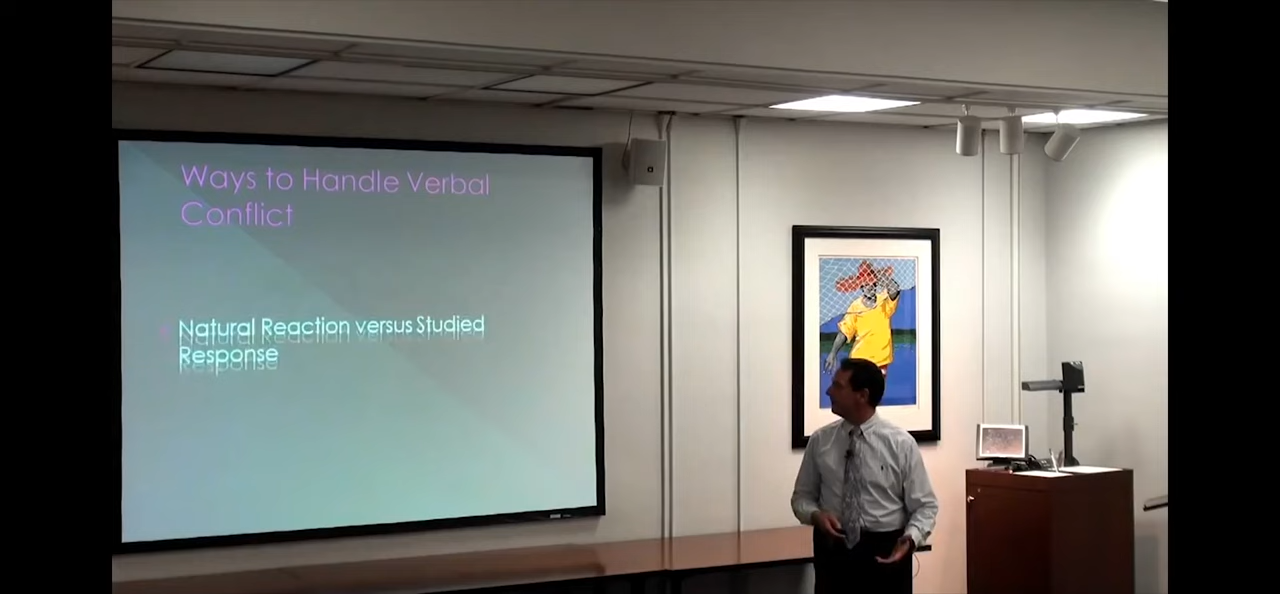 Ways to Handle Verbal
Conflict
Natural Reaction versus Studied
Response